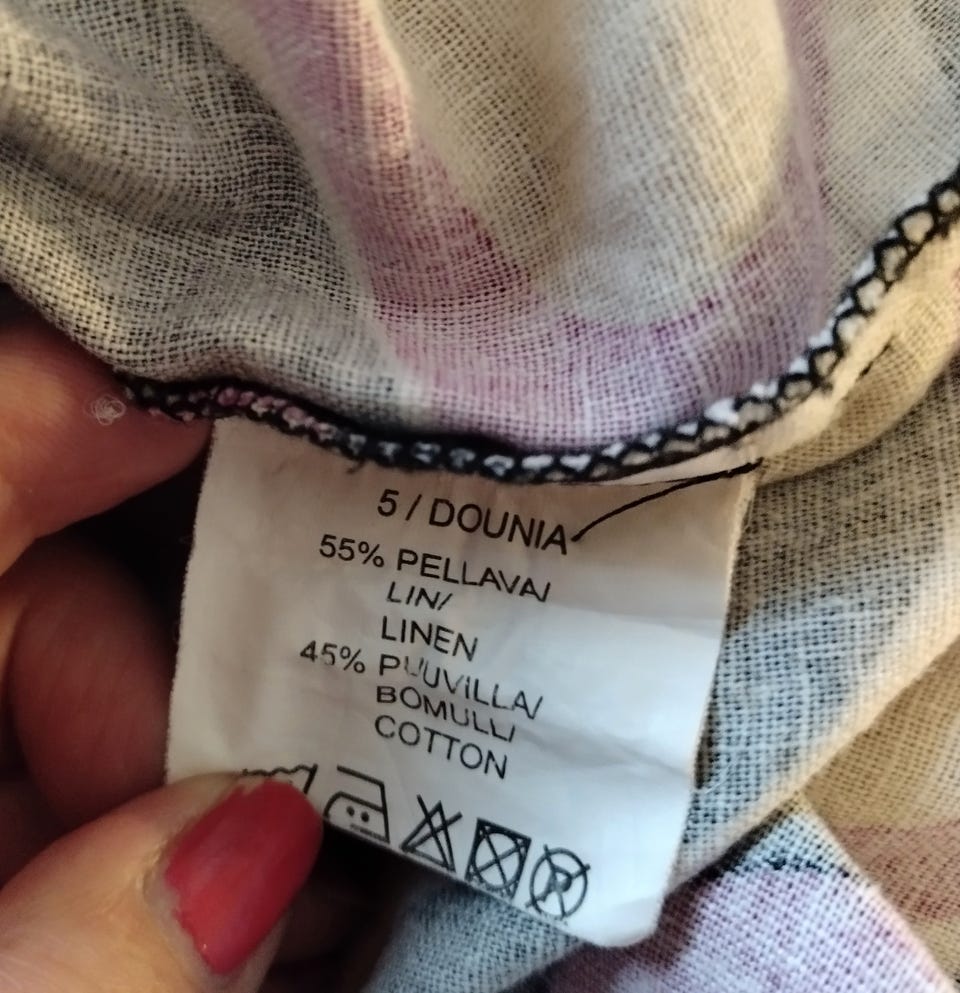 5 / DOUNIA
55% PELLAVA/
LIN/
LINEN
45% PUUVILLA/
BOMULL/
COTTON
P